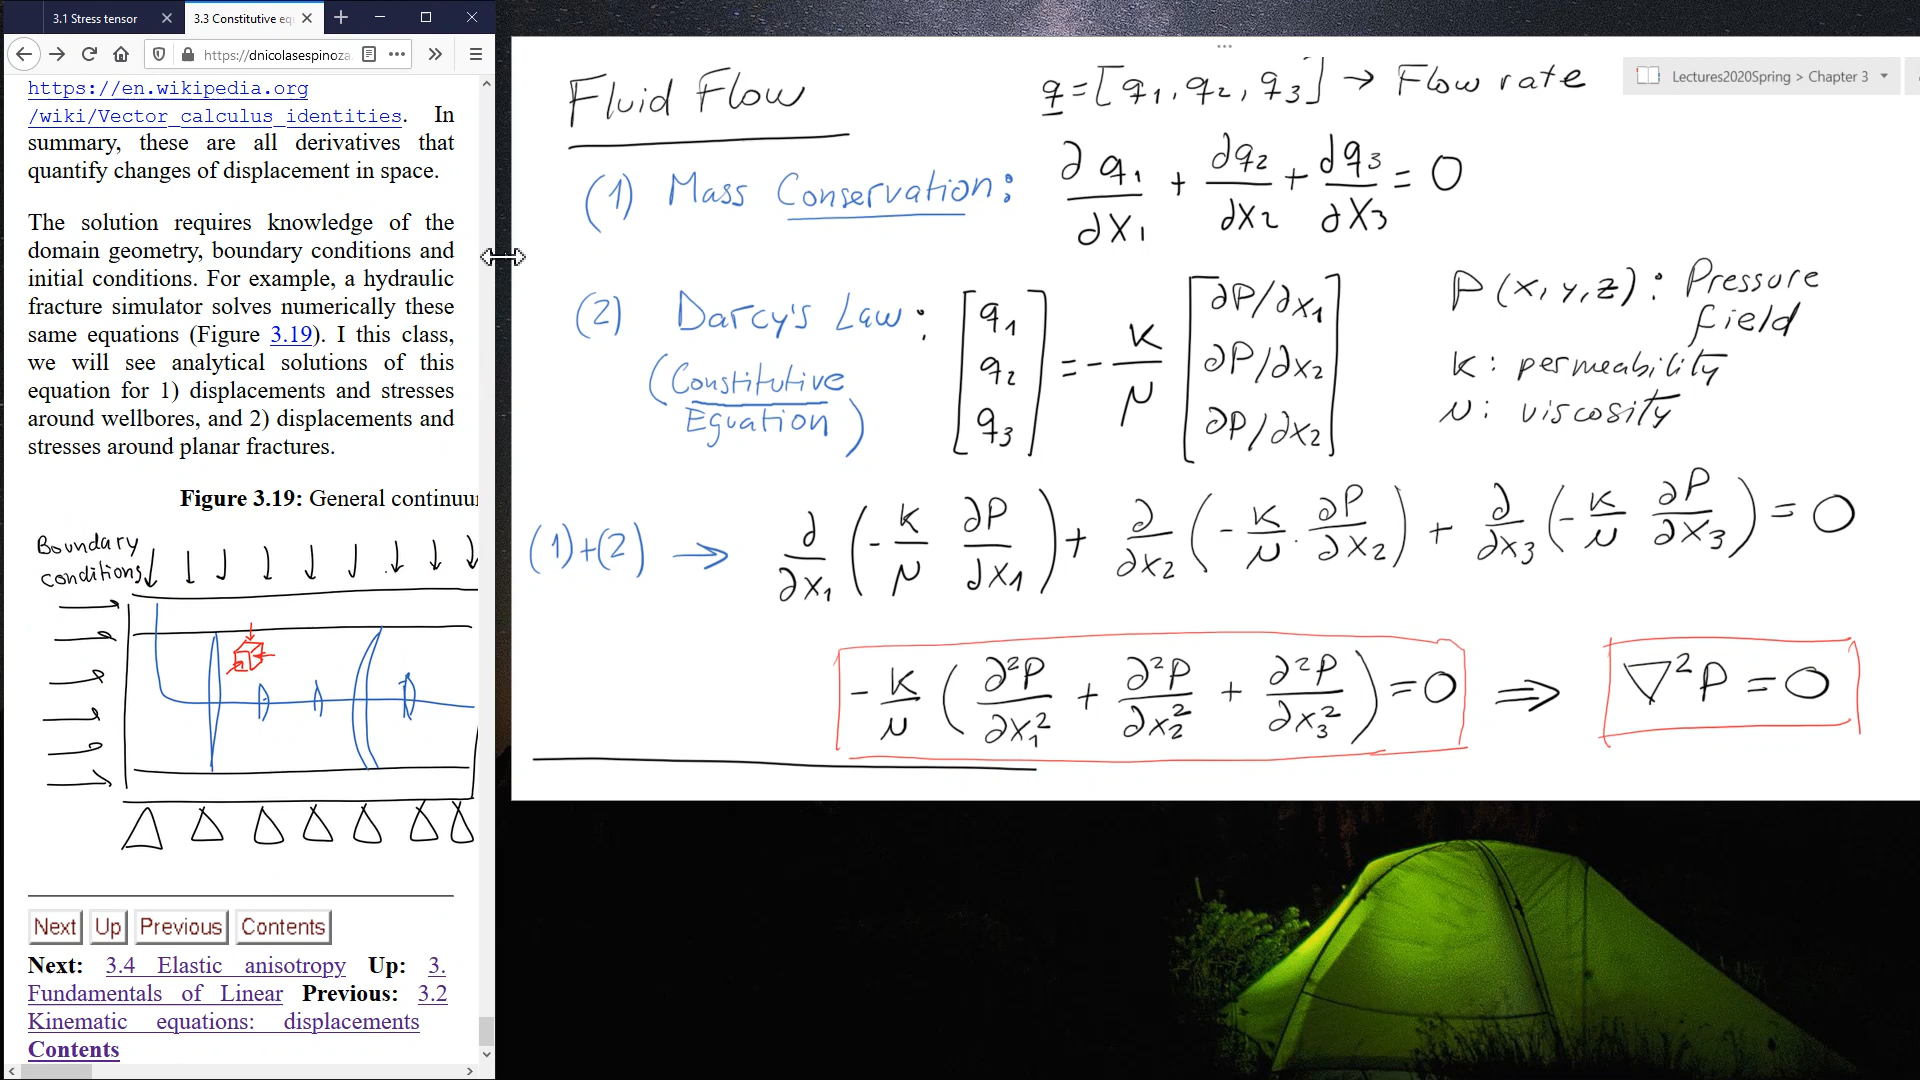 3.1 Stress tensor
3.3 Constitutive eq
https://dnicolasespinoza
https://en.wikipedia.org
/wiki/Vector_calculus_identities. In
summary, these are all derivatives that
quantify changes of displacement in space.
The solution requires knowledge of the
domain geometry, boundary conditions and
initial conditions. For example, a hydraulic
fracture simulator solves numerically these
same equations (Figure 3.19). I this class,
we will see analytical solutions of this
equation for 1) displacements and stresses
around wellbores, and 2) displacements and
stresses around planar fractures.
Figure 3.19: General continuu
Boundary
conditions
Next Up Previous Contents
Next: 3.4 Elastic anisotropy Up: 3.
Fundamentals of Linear Previous: 3.2
Kinematic equations: displacements
Contents
Lectures2020Spring > Chapter 3
Fluid Flow
q = [q1, q2, q3] → Flow rate
(1) Mass Conservation: ∂q1/∂x1 + ∂q2/∂x2 + ∂q3/∂x3 = 0
(2) Darcy's Law: [q1 q2 q3] = - K/μ [∂P/∂x1 ∂P/∂x2 ∂P/∂x2]
(Constitutive
Equation)
P(x,y,z): Pressure
field
K: permeability
μ: viscosity
(1)+(2) → ∂/∂x1 (- K/μ ∂P/∂x1) + ∂/∂x2 (- K/μ · ∂P/∂x2) + ∂/∂x3 (- K/μ ∂P/∂x3) = 0
- K/μ (∂²P/∂x1² + ∂²P/∂x2² + ∂²P/∂x3²) = 0 ⇒ ∇²P = 0